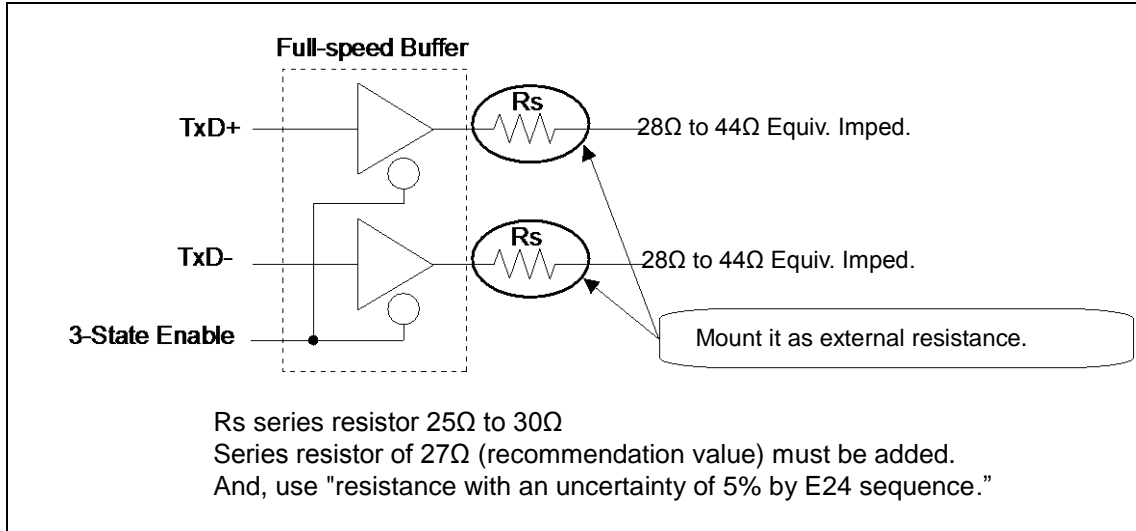 Full-speed Buffer
Rs
TxD+
28Ω to 44Ω Equiv. Imped.
Rs
TxD-
28Ω to 44Ω Equiv. Imped.
3-State Enable
Mount it as external resistance.
Rs series resistor 25Ω to 30Ω
Series resistor of 27Ω (recommendation value) must be added.
And, use "resistance with an uncertainty of 5% by E24 sequence.”